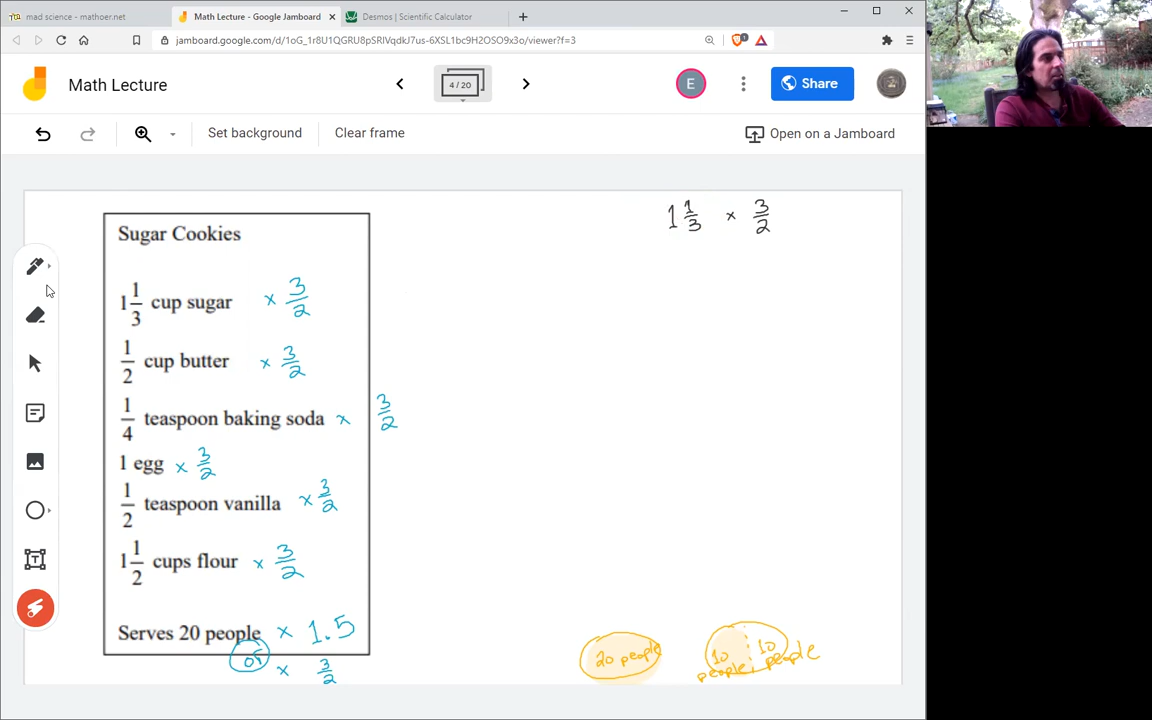 mad science - mathoer.net
Math Lecture - Google Jamboard
Desmos | Scientific Calculator
jamboard.google.com/d/1oG_1r8U1QGRU8pSRIVqdkJ7us-6XSL1bc9H2OSO9x3o/viewer?f=3
1
Math Lecture
4 / 20
E
Share
Set background
Clear frame
Open on a Jamboard
1 1/3 × 3/2
Sugar Cookies
1 1/3 cup sugar × 3/2
1/2 cup butter × 3/2
1/4 teaspoon baking soda × 3/2
1 egg × 3/2
1/2 teaspoon vanilla × 3/2
1 1/2 cups flour × 3/2
Serves 20 people × 1.5
or × 3/2
20 people
10 people
10 people